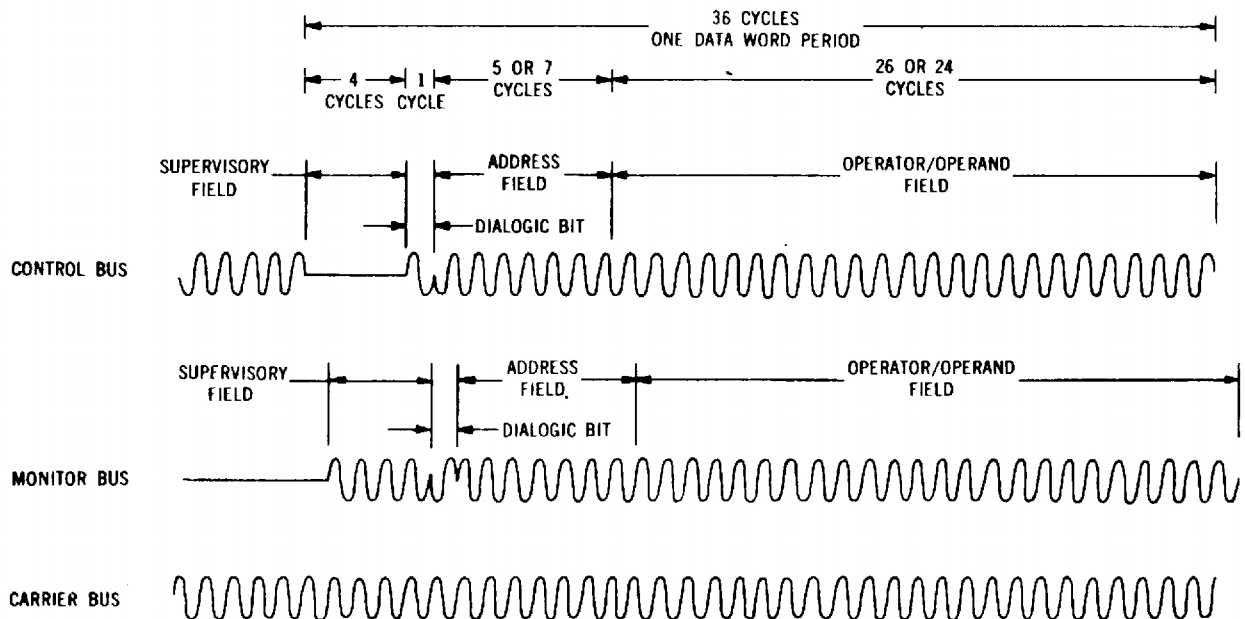 36 CYCLES
ONE DATA WORD PERIOD
4
CYCLES
1
CYCLE
5 OR 7
CYCLES
26 OR 24
CYCLES
SUPERVISORY
FIELD
ADDRESS
FIELD
OPERATOR/OPERAND
FIELD
DIALOGIC BIT
CONTROL BUS
SUPERVISORY
FIELD
ADDRESS
FIELD.
OPERATOR/OPERAND
FIELD
DIALOGIC BIT
MONITOR BUS
CARRIER BUS